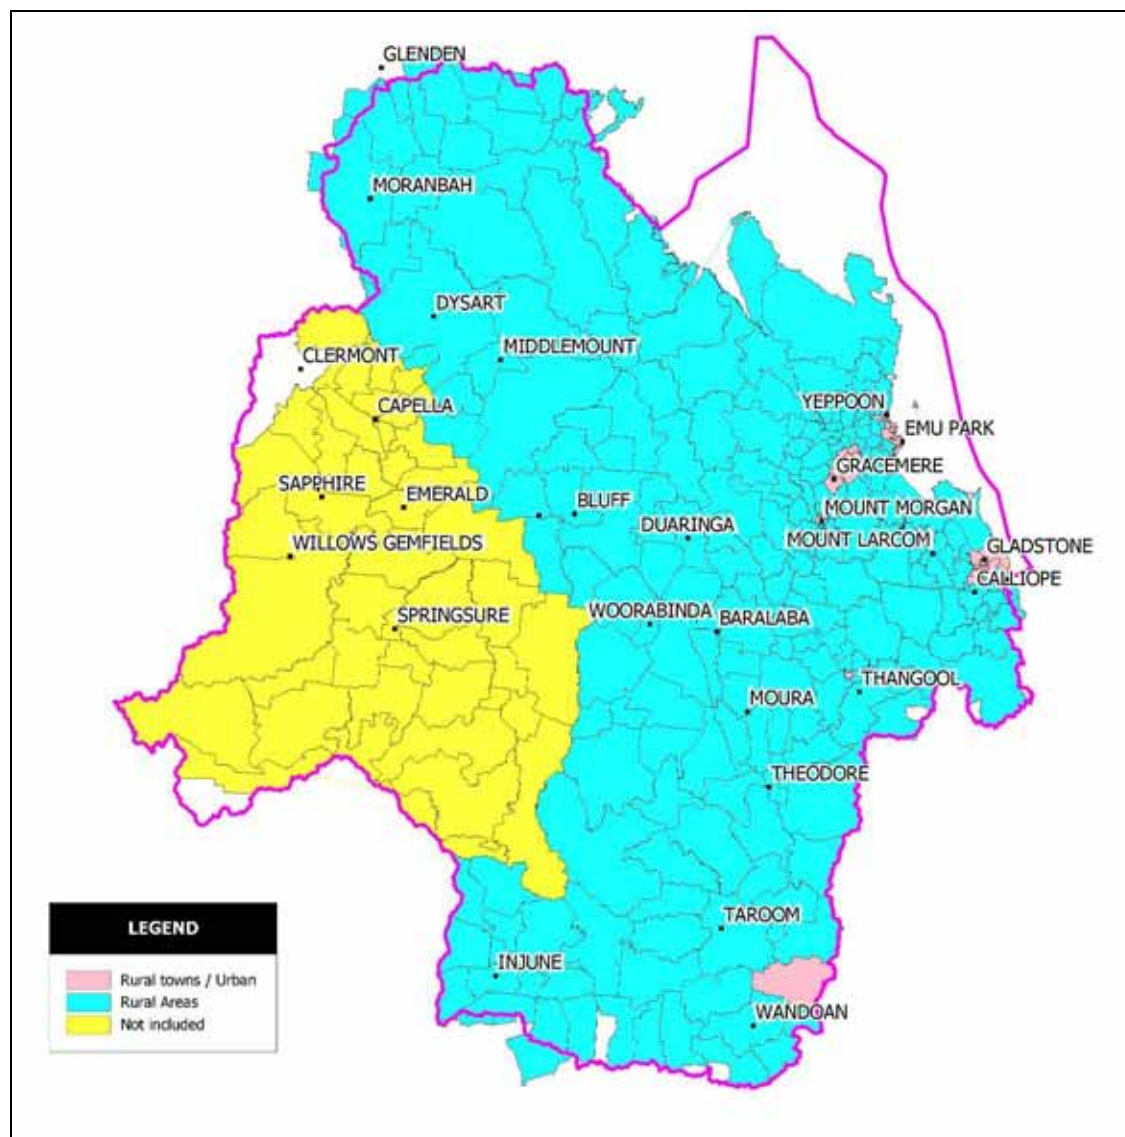 GLENDEN
MORANBAH
DYSART
MIDDLEMOUNT
CLERMONT
CAPELLA
YEPPOON
EMU PARK
GRACEMERE
SAPPHIRE
EMERALD
BLUFF
MOUNT MORGAN
DUARINGA
MOUNT LARCOM
WILLOWS GEMFIELDS
GLADSTONE
CALLIOPE
SPRINGSURE
WOORABINDA
BARALABA
THANGOOL
MOURA
THEODORE
TAROOM
INJUNE
WANDOAN
LEGEND
Rural towns / Urban
Rural Areas
Not included